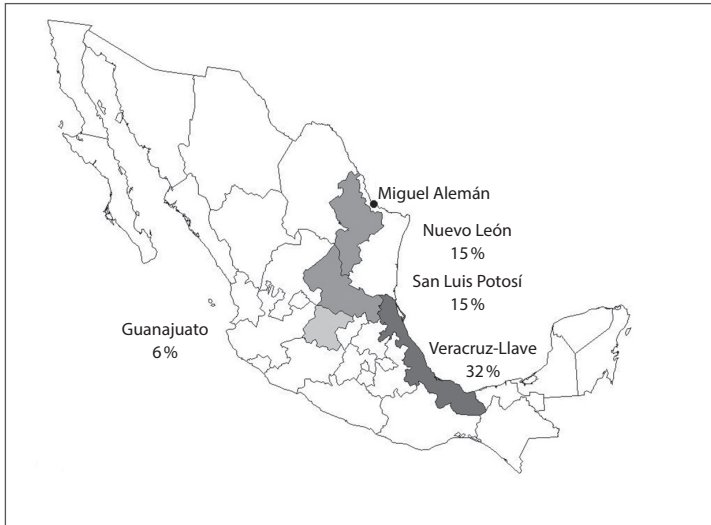 Miguel Alemán
Nuevo León
15 %
San Luis Potosí
15 %
Guanajuato
6 %
Veracruz-Llave
32 %